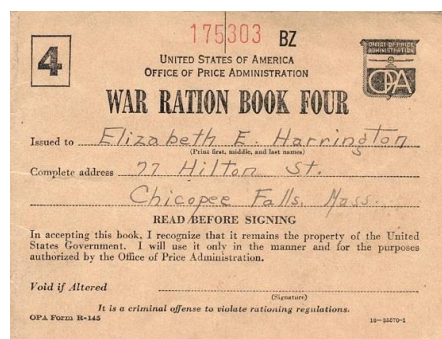 175303 BZ
4
OFFICE OF PRICE
ADMINISTRATION
OPA
UNITED STATES OF AMERICA
OFFICE OF PRICE ADMINISTRATION
WAR RATION BOOK FOUR
Issued to Elizabeth E. Harrington
(Print first, middle, and last names)
Complete address 77 Hilton St.
Chicopee Falls, Mass.
READ BEFORE SIGNING
In accepting this book, I recognize that it remains the property of the United
States Government. I will use it only in the manner and for the purposes
authorized by the Office of Price Administration.
Void if Altered
(Signature)
It is a criminal offense to violate rationing regulations.
OPA Form R-145
16—35570-1